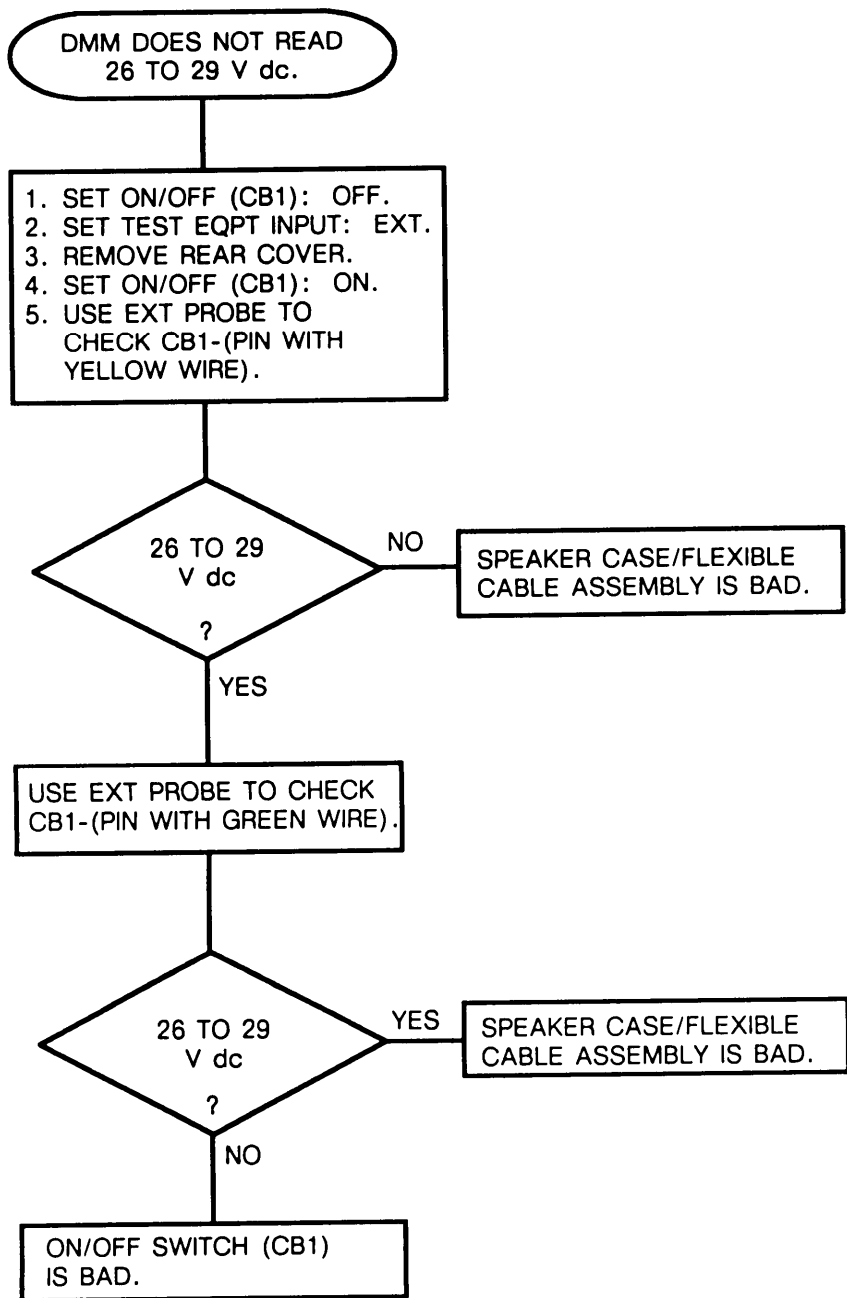 DMM DOES NOT READ
26 TO 29 V dc.
1. SET ON/OFF (CB1): OFF.
2. SET TEST EQPT INPUT: EXT.
3. REMOVE REAR COVER.
4. SET ON/OFF (CB1): ON.
5. USE EXT PROBE TO
CHECK CB1-(PIN WITH
YELLOW WIRE).
26 TO 29
V dc
?
NO
SPEAKER CASE/FLEXIBLE
CABLE ASSEMBLY IS BAD.
YES
USE EXT PROBE TO CHECK
CB1-(PIN WITH GREEN WIRE).
26 TO 29
V dc
?
YES
SPEAKER CASE/FLEXIBLE
CABLE ASSEMBLY IS BAD.
NO
ON/OFF SWITCH (CB1)
IS BAD.